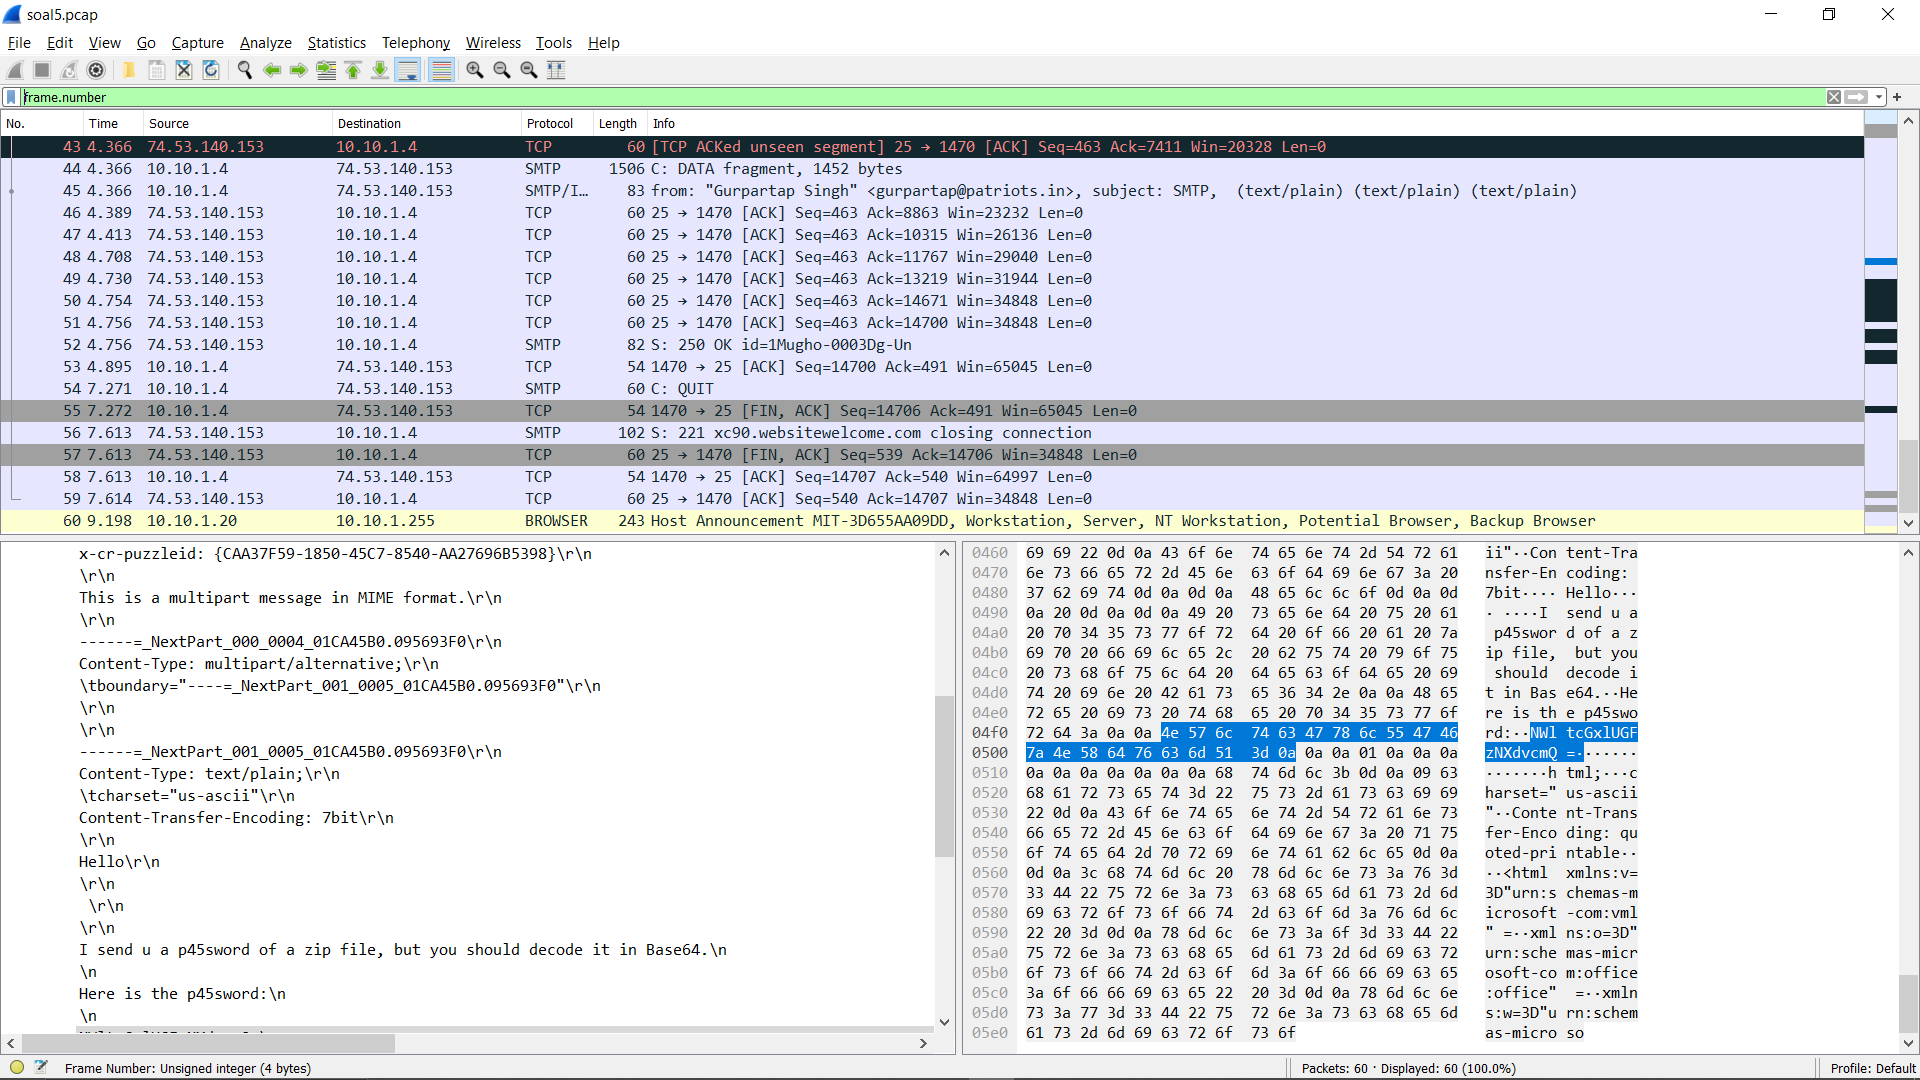 soal5.pcap
File Edit View Go Capture Analyze Statistics Telephony Wireless Tools Help
frame.number
No. Time Source Destination Protocol Length Info
43 4.366 74.53.140.153 10.10.1.4 TCP 60 [TCP ACKed unseen segment] 25 → 1470 [ACK] Seq=463 Ack=7411 Win=20328 Len=0
44 4.366 10.10.1.4 74.53.140.153 SMTP 1506 C: DATA fragment, 1452 bytes
45 4.366 10.10.1.4 74.53.140.153 SMTP/I… 83 from: "Gurpartap Singh" <gurpartap@patriots.in>, subject: SMTP,  (text/plain) (text/plain) (text/plain)
46 4.389 74.53.140.153 10.10.1.4 TCP 60 25 → 1470 [ACK] Seq=463 Ack=8863 Win=23232 Len=0
47 4.413 74.53.140.153 10.10.1.4 TCP 60 25 → 1470 [ACK] Seq=463 Ack=10315 Win=26136 Len=0
48 4.708 74.53.140.153 10.10.1.4 TCP 60 25 → 1470 [ACK] Seq=463 Ack=11767 Win=29040 Len=0
49 4.730 74.53.140.153 10.10.1.4 TCP 60 25 → 1470 [ACK] Seq=463 Ack=13219 Win=31944 Len=0
50 4.754 74.53.140.153 10.10.1.4 TCP 60 25 → 1470 [ACK] Seq=463 Ack=14671 Win=34848 Len=0
51 4.756 74.53.140.153 10.10.1.4 TCP 60 25 → 1470 [ACK] Seq=463 Ack=14700 Win=34848 Len=0
52 4.756 74.53.140.153 10.10.1.4 SMTP 82 S: 250 OK id=1Mugho-0003Dg-Un
53 4.895 10.10.1.4 74.53.140.153 TCP 54 1470 → 25 [ACK] Seq=14700 Ack=491 Win=65045 Len=0
54 7.271 10.10.1.4 74.53.140.153 SMTP 60 C: QUIT
55 7.272 10.10.1.4 74.53.140.153 TCP 54 1470 → 25 [FIN, ACK] Seq=14706 Ack=491 Win=65045 Len=0
56 7.613 74.53.140.153 10.10.1.4 SMTP 102 S: 221 xc90.websitewelcome.com closing connection
57 7.613 74.53.140.153 10.10.1.4 TCP 60 25 → 1470 [FIN, ACK] Seq=539 Ack=14706 Win=34848 Len=0
58 7.613 10.10.1.4 74.53.140.153 TCP 54 1470 → 25 [ACK] Seq=14707 Ack=540 Win=64997 Len=0
59 7.614 74.53.140.153 10.10.1.4 TCP 60 25 → 1470 [ACK] Seq=540 Ack=14707 Win=34848 Len=0
60 9.198 10.10.1.20 10.10.1.255 BROWSER 243 Host Announcement MIT-3D655AA09DD, Workstation, Server, NT Workstation, Potential Browser, Backup Browser
x-cr-puzzleid: {CAA37F59-1850-45C7-8540-AA27696B5398}\r\n
\r\n
This is a multipart message in MIME format.\r\n
\r\n
------=_NextPart_000_0004_01CA45B0.095693F0\r\n
Content-Type: multipart/alternative;\r\n
\tboundary="----=_NextPart_001_0005_01CA45B0.095693F0"\r\n
\r\n
\r\n
------=_NextPart_001_0005_01CA45B0.095693F0\r\n
Content-Type: text/plain;\r\n
\tcharset="us-ascii"\r\n
Content-Transfer-Encoding: 7bit\r\n
\r\n
Hello\r\n
\r\n
 \r\n
\r\n
I send u a p45sword of a zip file, but you should decode it in Base64.\n
\n
Here is the p45sword:\n
\n
0460 69 69 22 0d 0a 43 6f 6e 74 65 6e 74 2d 54 72 61 ii"··Con tent-Tra
0470 6e 73 66 65 72 2d 45 6e 63 6f 64 69 6e 67 3a 20 nsfer-En coding:
0480 37 62 69 74 0d 0a 0d 0a 48 65 6c 6c 6f 0d 0a 0d 7bit···· Hello···
0490 0a 20 0d 0a 0d 0a 49 20 73 65 6e 64 20 75 20 61 · ····I  send u a
04a0 20 70 34 35 73 77 6f 72 64 20 6f 66 20 61 20 7a  p45swor d of a z
04b0 69 70 20 66 69 6c 65 2c 20 62 75 74 20 79 6f 75 ip file,  but you
04c0 20 73 68 6f 75 6c 64 20 64 65 63 6f 64 65 20 69  should  decode i
04d0 74 20 69 6e 20 42 61 73 65 36 34 2e 0a 0a 48 65 t in Bas e64.··He
04e0 72 65 20 69 73 20 74 68 65 20 70 34 35 73 77 6f re is th e p45swo
04f0 72 64 3a 0a 0a 4e 57 6c 74 63 47 78 6c 55 47 46 rd:··NWl tcGxlUGF
0500 7a 4e 58 64 76 63 6d 51 3d 0a 0a 0a 01 0a 0a 0a zNXdvcmQ =·······
0510 0a 0a 0a 0a 0a 0a 0a 68 74 6d 6c 3b 0d 0a 09 63 ·······h tml;···c
0520 68 61 72 73 65 74 3d 22 75 73 2d 61 73 63 69 69 harset=" us-ascii
0530 22 0d 0a 43 6f 6e 74 65 6e 74 2d 54 72 61 6e 73 "··Conte nt-Trans
0540 66 65 72 2d 45 6e 63 6f 64 69 6e 67 3a 20 71 75 fer-Enco ding: qu
0550 6f 74 65 64 2d 70 72 69 6e 74 61 62 6c 65 0d 0a oted-pri ntable··
0560 0d 0a 3c 68 74 6d 6c 20 78 6d 6c 6e 73 3a 76 3d ··<html  xmlns:v=
0570 33 44 22 75 72 6e 3a 73 63 68 65 6d 61 73 2d 6d 3D"urn:s chemas-m
0580 69 63 72 6f 73 6f 66 74 2d 63 6f 6d 3a 76 6d 6c icrosoft -com:vml
0590 22 20 3d 0d 0a 78 6d 6c 6e 73 3a 6f 3d 33 44 22 " =··xml ns:o=3D"
05a0 75 72 6e 3a 73 63 68 65 6d 61 73 2d 6d 69 63 72 urn:sche mas-micr
05b0 6f 73 6f 66 74 2d 63 6f 6d 3a 6f 66 66 69 63 65 osoft-co m:office
05c0 3a 6f 66 66 69 63 65 22 20 3d 0d 0a 78 6d 6c 6e :office"  =··xmln
05d0 73 3a 77 3d 33 44 22 75 72 6e 3a 73 63 68 65 6d s:w=3D"u rn:schem
05e0 61 73 2d 6d 69 63 72 6f 73 6f as-micro so
Frame Number: Unsigned integer (4 bytes)
Packets: 60 · Displayed: 60 (100.0%)
Profile: Default